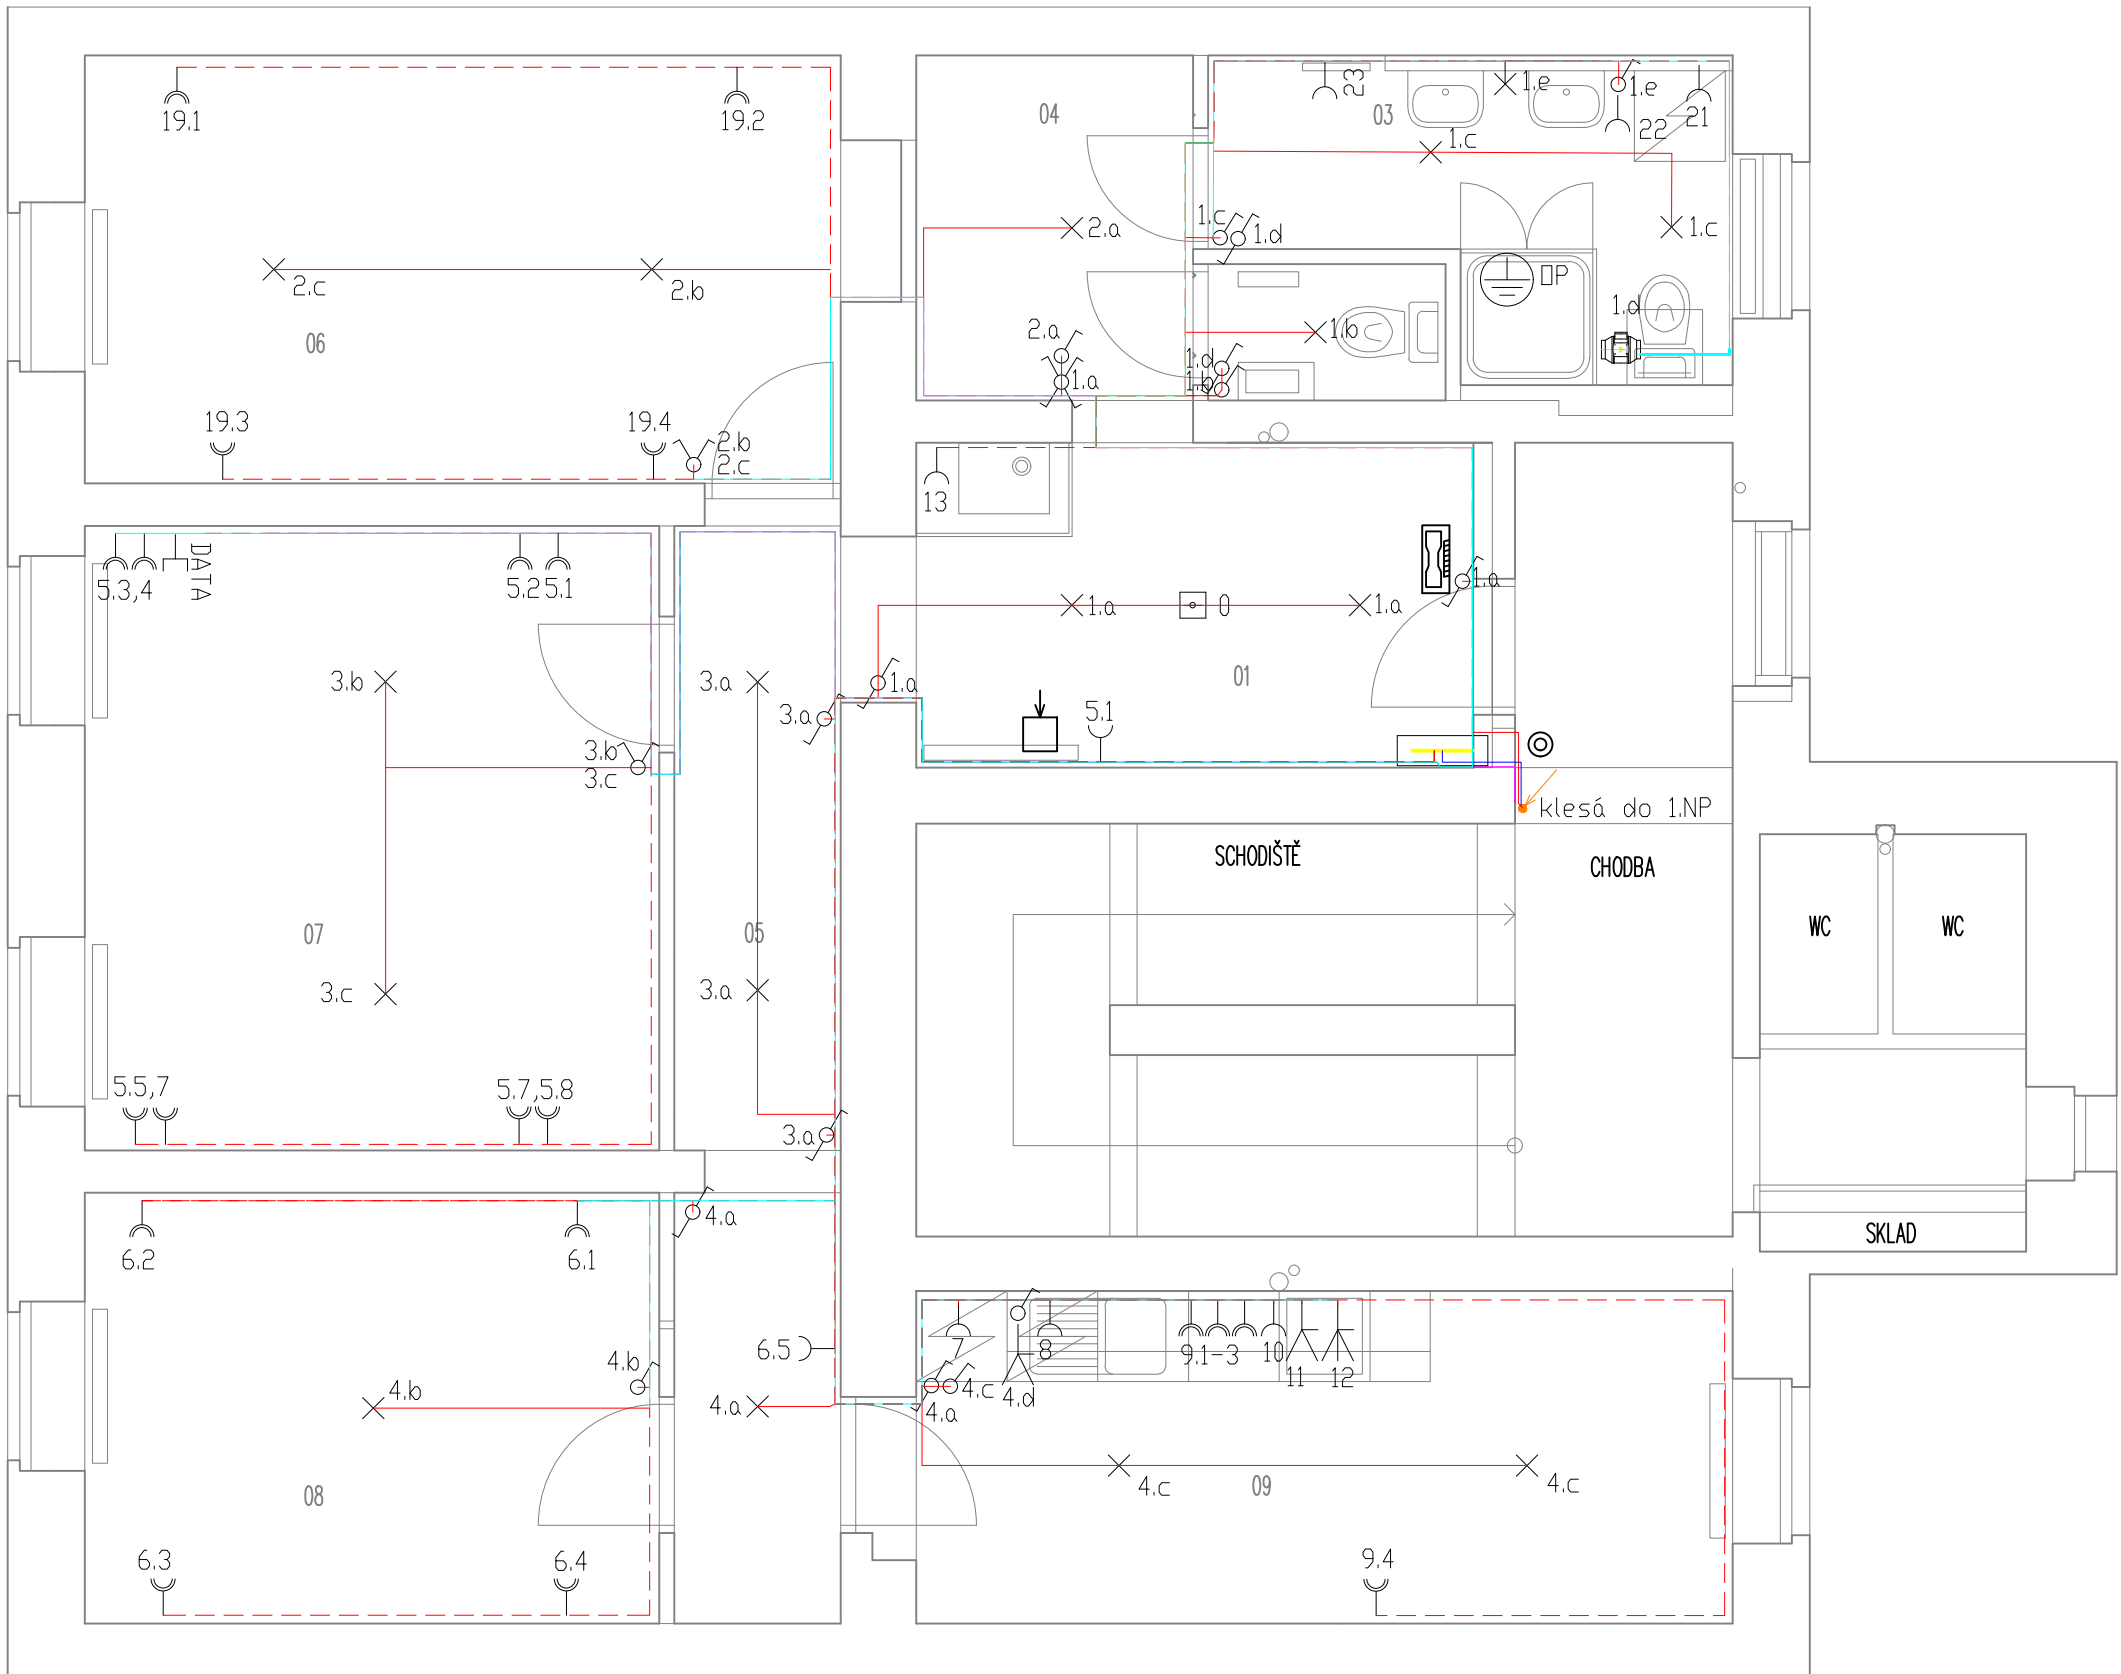 19.1
19.2
04
23
03
1.e
1.e
22
21
1.c
2.a
1.c
1.d
1.c
2.c
2.b
P
1.d
06
2.a
1.b
1.d
1.b
1.a
19.3
19.4
2.b
2.c
13
5.3,4
DATA
5.2
5.1
1.a
1.a
0
1.a
01
3.b
3.a
1.a
3.a
5.1
3.b
3.c
klesá do 1.NP
SCHODIŠTĚ
CHODBA
07
05
WC
WC
3.c
3.a
5.5,7
5.7,5.8
3.a
4.a
SKLAD
6.2
6.1
6.5
7
8
9.1-3
10
11
12
4.b
4.b
4.a
4.c
4.d
4.a
08
4.c
09
4.c
6.3
6.4
9.4